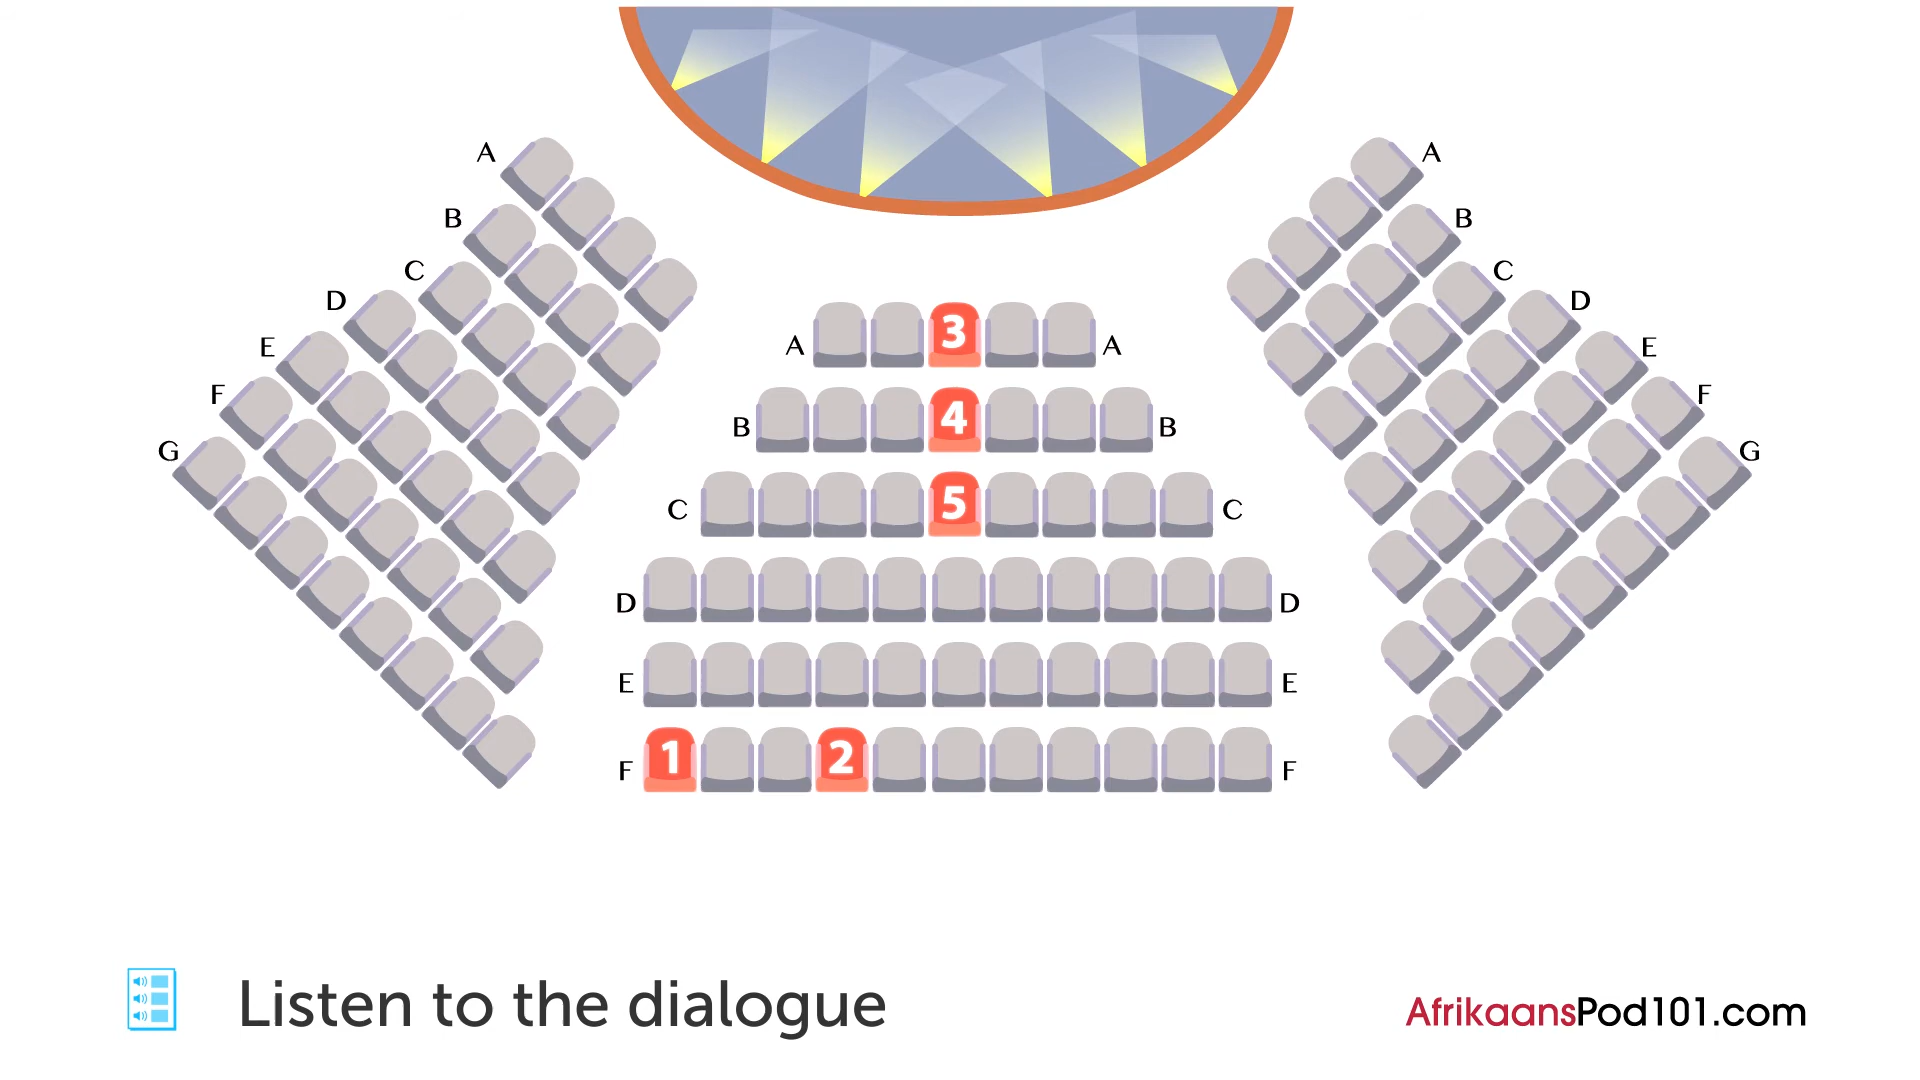 A A
B B
C C
D D
E E
F F
G G
A 3 A
B 4 B
C 5 C
D D
E E
F 1 2 F
Listen to the dialogue
AfrikaansPod101.com